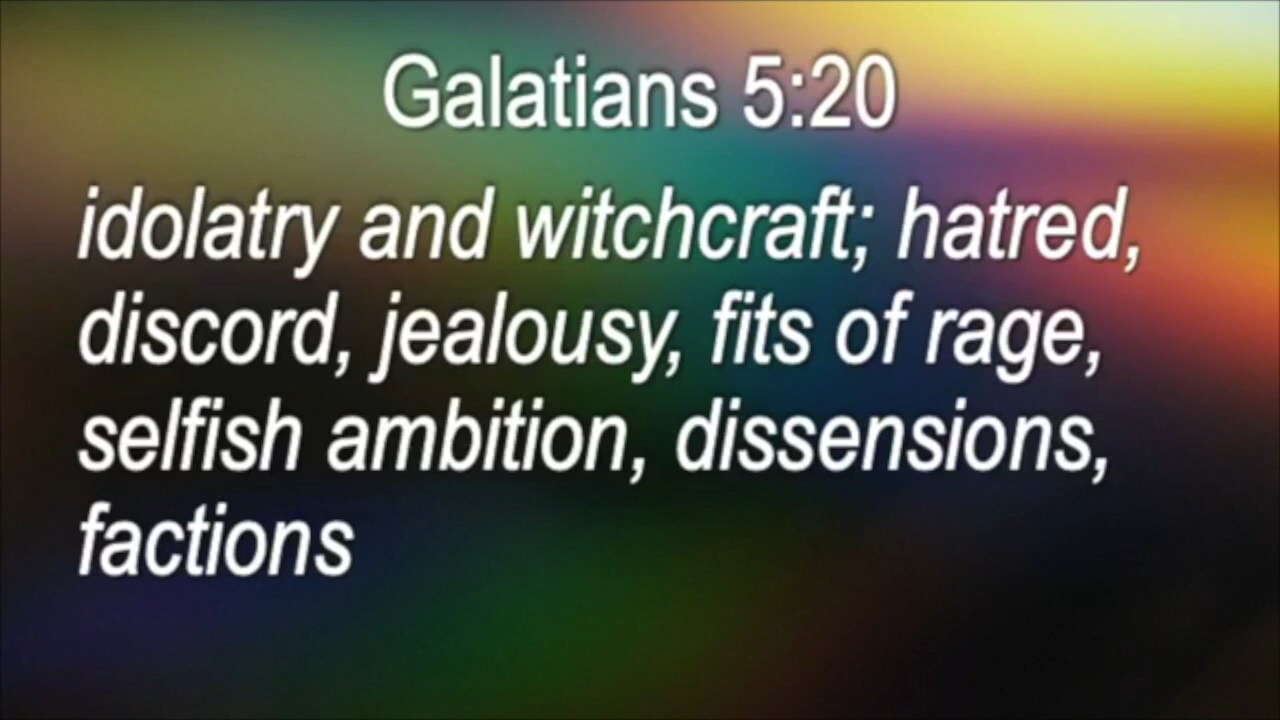 Galatians 5:20
idolatry and witchcraft; hatred,
discord, jealousy, fits of rage,
selfish ambition, dissensions,
factions